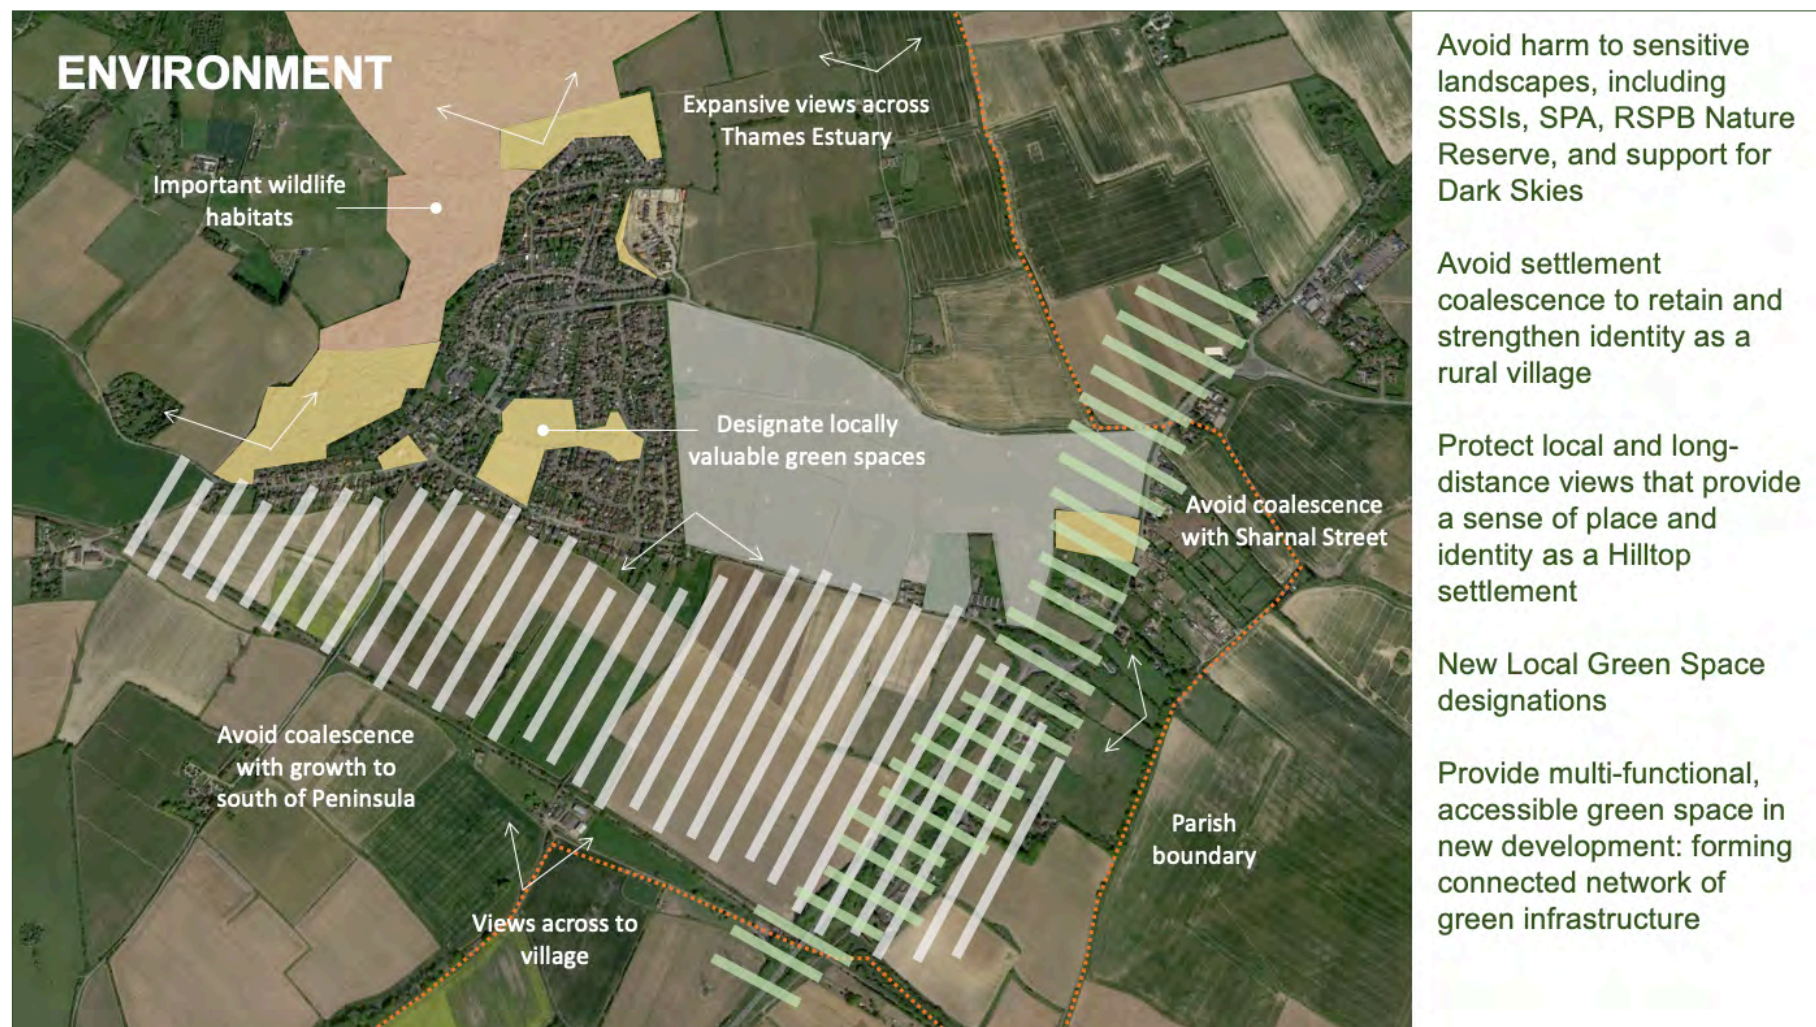 ENVIRONMENT
Expansive views across
Thames Estuary
Important wildlife
habitats
Designate locally
valuable green spaces
Avoid coalescence
with Sharnal Street
Avoid coalescence
with growth to
south of Peninsula
Parish
boundary
Views across to
village
Avoid harm to sensitive
landscapes, including
SSSIs, SPA, RSPB Nature
Reserve, and support for
Dark Skies
Avoid settlement
coalescence to retain and
strengthen identity as a
rural village
Protect local and long-
distance views that provide
a sense of place and
identity as a Hilltop
settlement
New Local Green Space
designations
Provide multi-functional,
accessible green space in
new development: forming
connected network of
green infrastructure